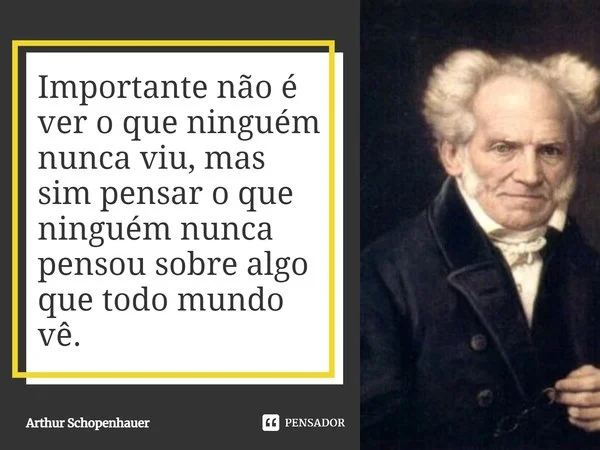 Importante não é
ver o que ninguém
nunca viu, mas
sim pensar o que
ninguém nunca
pensou sobre algo
que todo mundo
vê.
Arthur Schopenhauer
PENSADOR